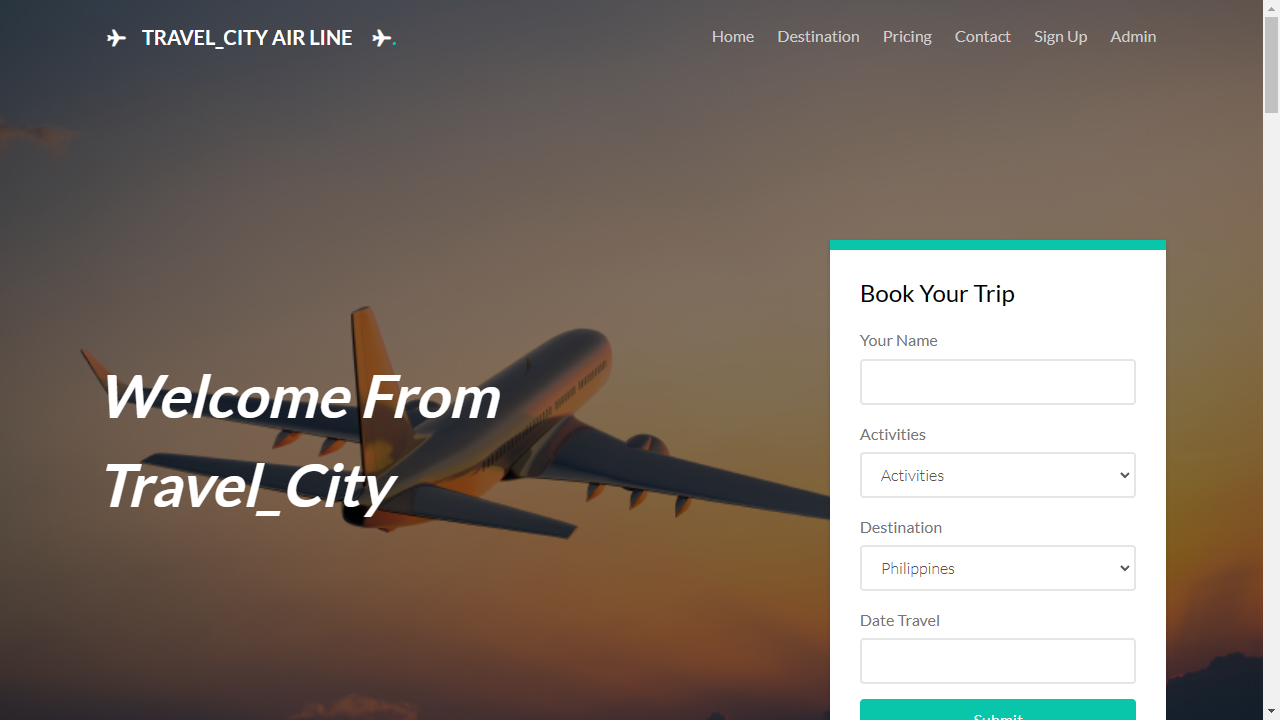 TRAVEL_CITY AIR LINE .
Home Destination Pricing Contact Sign Up Admin
Book Your Trip
Your Name
Welcome From
Travel_City
Activities
Activities
Destination
Philippines
Date Travel
Submit